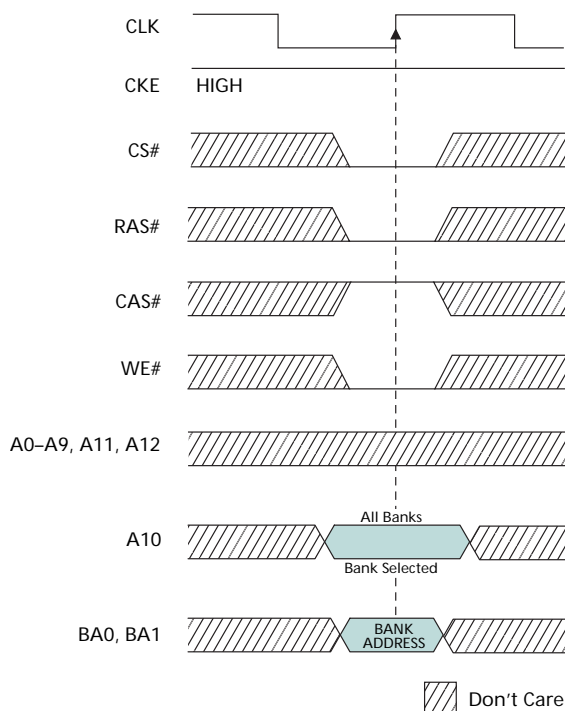 CLK
CKE HIGH
CS#
RAS#
CAS#
WE#
A0–A9, A11, A12
All Banks
A10
Bank Selected
BA0, BA1
BANK
ADDRESS
Don't Care